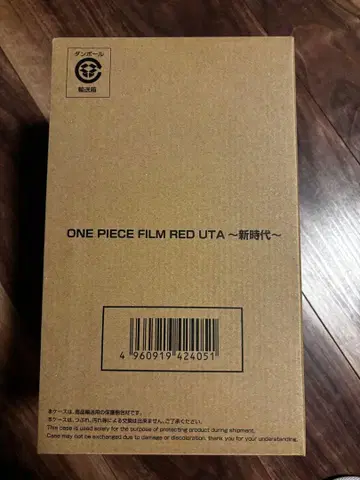 ダンボール
輸送箱
ONE PIECE FILM RED UTA ～新時代～
4 960919 424051
本ケースは、商品輸送用の保護梱包材です。
本ケースは、つぶれ、汚れ等による交換は出来ません。ご了承ください。
This case is used solely for the purpose of protecting product during shipment.
Case may not be exchanged due to damage or discoloration. thank you for your understanding.